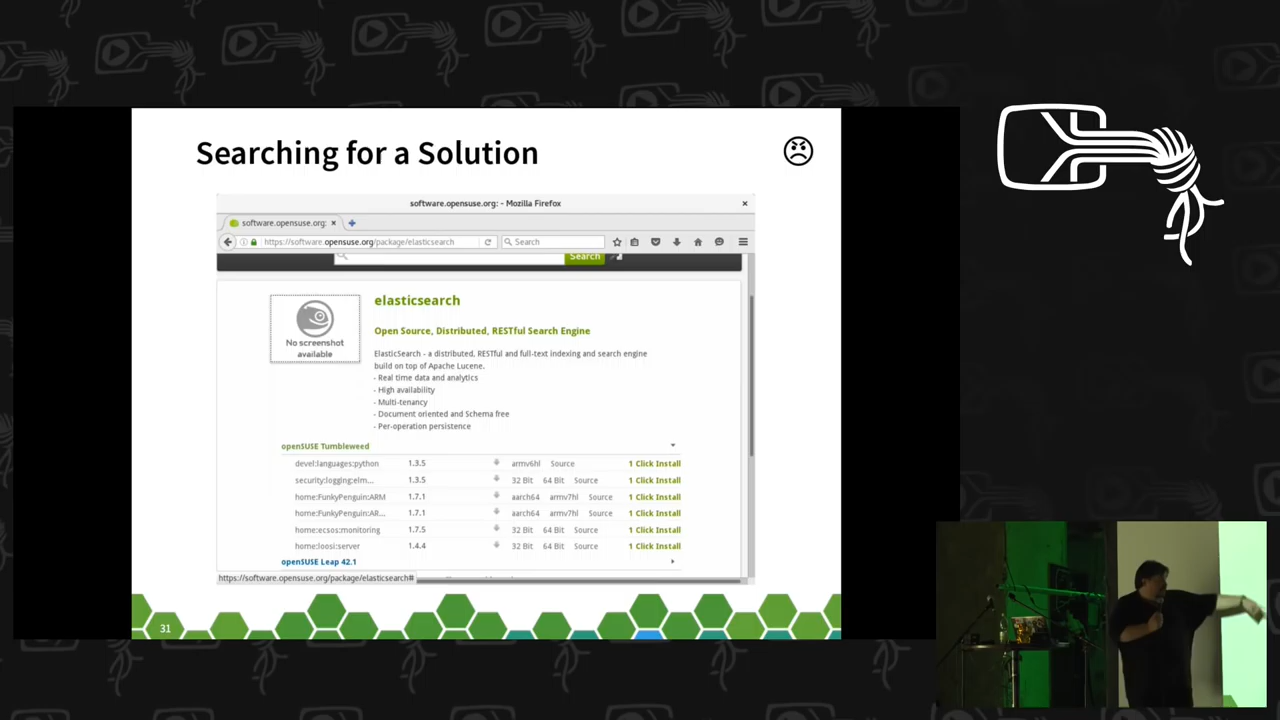 Searching for a Solution
software.opensuse.org: - Mozilla Firefox
software.opensuse.org:
https://software.opensuse.org/package/elasticsearch
Search
Search
No screenshot
available
elasticsearch
Open Source, Distributed, RESTful Search Engine
ElasticSearch - a distributed, RESTful and full-text indexing and search engine
build on top of Apache Lucene.
- Real time data and analytics
- High availability
- Multi-tenancy
- Document oriented and Schema free
- Per-operation persistence
openSUSE Tumbleweed
devel:languages:python 1.3.5 armv6hl Source 1 Click Install
security:logging:elm... 1.3.5 32 Bit 64 Bit Source 1 Click Install
home:FunkyPenguin:ARM 1.7.1 aarch64 armv7hl Source 1 Click Install
home:FunkyPenguin:AR... 1.7.1 aarch64 armv7hl Source 1 Click Install
home:ecsos:monitoring 1.7.5 32 Bit 64 Bit Source 1 Click Install
home:loosi:server 1.4.4 32 Bit 64 Bit Source 1 Click Install
openSUSE Leap 42.1
https://software.opensuse.org/package/elasticsearch#
31